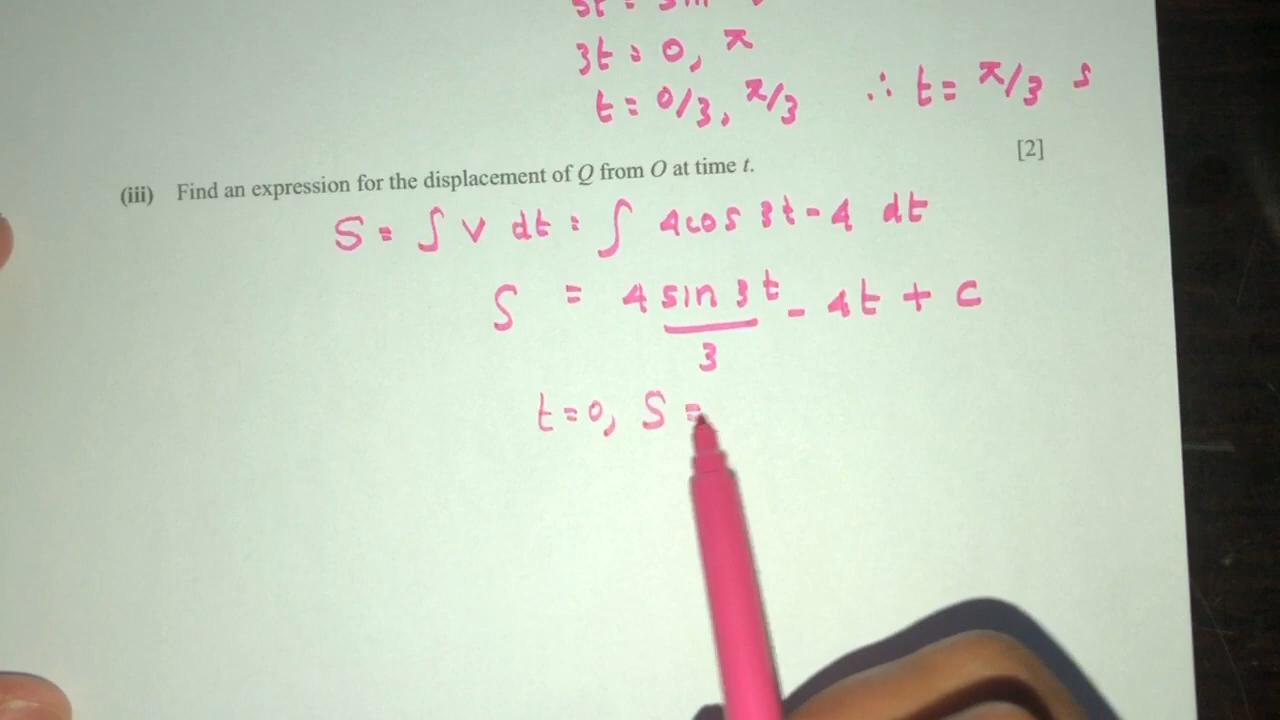 3t = 0, π
t = 0/3, π/3 ∴ t = π/3 s
[2]
(iii) Find an expression for the displacement of Q from O at time t.
S = ∫ v dt = ∫ 4cos 3t - 4 dt
S = 4 sin 3t/3 - 4t + c
t=0, S =